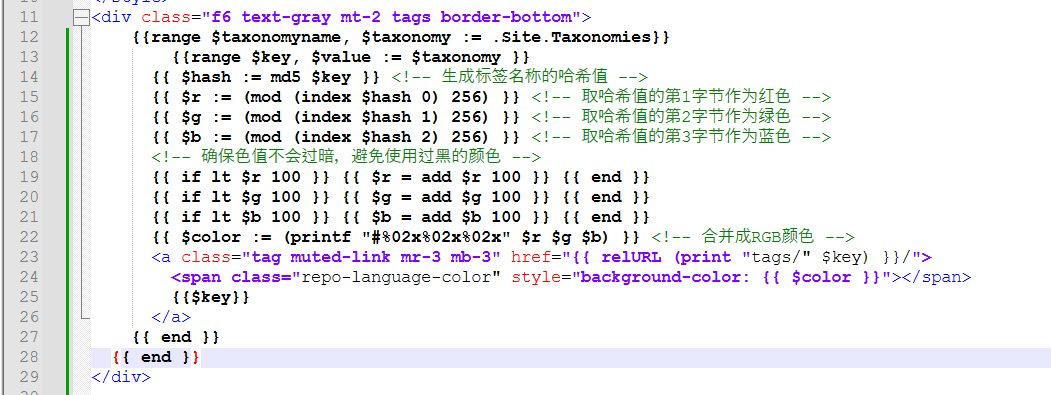 11 <div class="f6 text-gray mt-2 tags border-bottom">
12 {{range $taxonomyname, $taxonomy := .Site.Taxonomies}}
13 {{range $key, $value := $taxonomy }}
14 {{ $hash := md5 $key }} <!-- 生成标签名称的哈希值 -->
15 {{ $r := (mod (index $hash 0) 256) }} <!-- 取哈希值的第1字节作为红色 -->
16 {{ $g := (mod (index $hash 1) 256) }} <!-- 取哈希值的第2字节作为绿色 -->
17 {{ $b := (mod (index $hash 2) 256) }} <!-- 取哈希值的第3字节作为蓝色 -->
18 <!-- 确保色值不会过暗，避免使用过黑的颜色 -->
19 {{ if lt $r 100 }} {{ $r = add $r 100 }} {{ end }}
20 {{ if lt $g 100 }} {{ $g = add $g 100 }} {{ end }}
21 {{ if lt $b 100 }} {{ $b = add $b 100 }} {{ end }}
22 {{ $color := (printf "#%02x%02x%02x" $r $g $b) }} <!-- 合并成RGB颜色 -->
23 <a class="tag muted-link mr-3 mb-3" href="{{ relURL (print "tags/" $key) }}/">
24 <span class="repo-language-color" style="background-color: {{ $color }}"></span>
25 {{$key}}
26 </a>
27 {{ end }}
28 {{ end }}
29 </div>